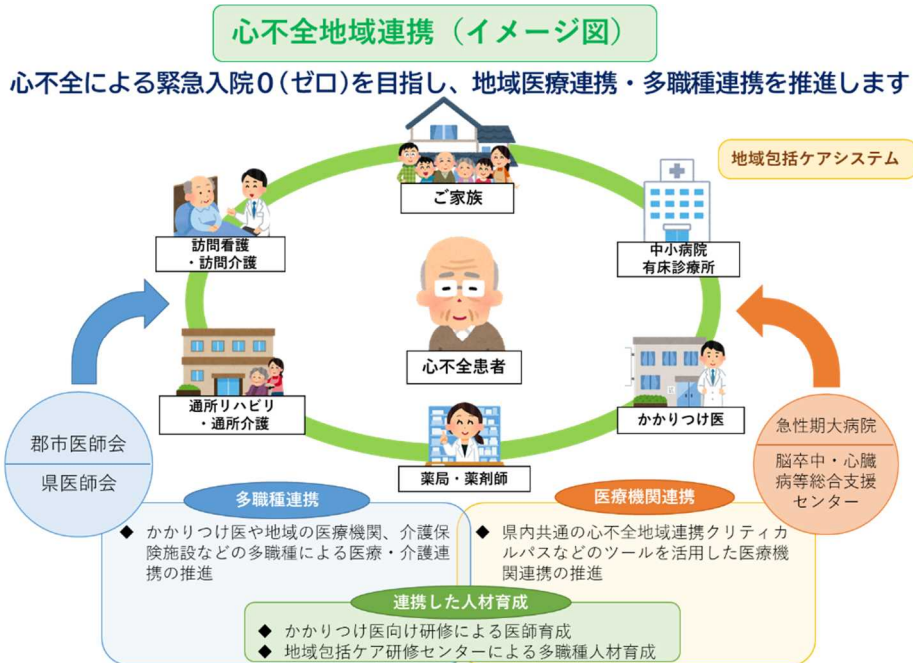 心不全地域連携（イメージ図）
心不全による緊急入院０(ゼロ)を目指し、地域医療連携・多職種連携を推進します
地域包括ケアシステム
ご家族
訪問看護
・訪問介護
中小病院
有床診療所
心不全患者
通所リハビリ
・通所介護
かかりつけ医
薬局・薬剤師
郡市医師会
県医師会
急性期大病院
脳卒中・心臓
病等総合支援
センター
多職種連携
◆ かかりつけ医や地域の医療機関、介護保
険施設などの多職種による医療・介護連
携の推進
医療機関連携
◆ 県内共通の心不全地域連携クリティカ
ルパスなどのツールを活用した医療機
関連携の推進
連携した人材育成
◆ かかりつけ医向け研修による医師育成
◆ 地域包括ケア研修センターによる多職種人材育成